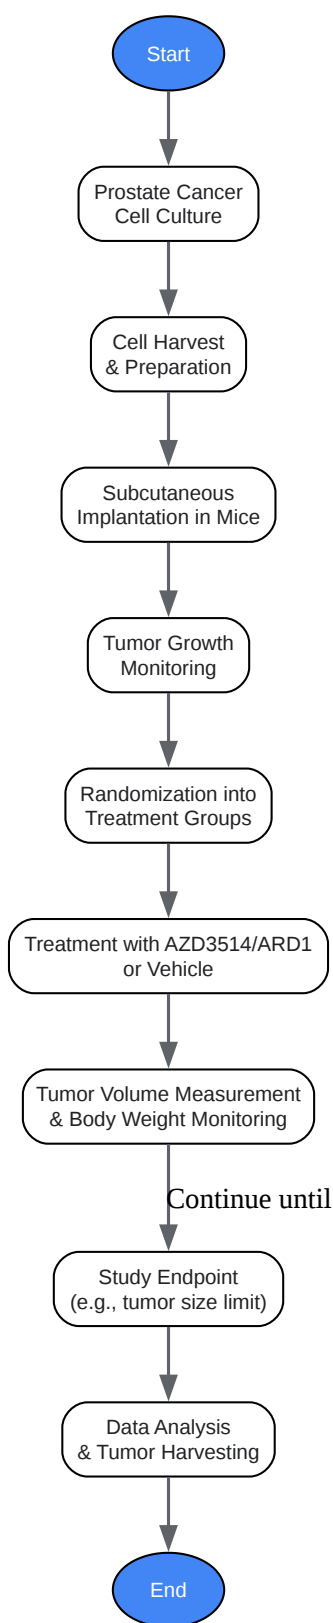 Start
Prostate Cancer
Cell Culture
Cell Harvest
& Preparation
Subcutaneous
Implantation in Mice
Tumor Growth
Monitoring
Randomization into
Treatment Groups
Treatment with AZD3514/ARD1
or Vehicle
Tumor Volume Measurement
& Body Weight Monitoring
Continue until
Study Endpoint
(e.g., tumor size limit)
Data Analysis
& Tumor Harvesting
End